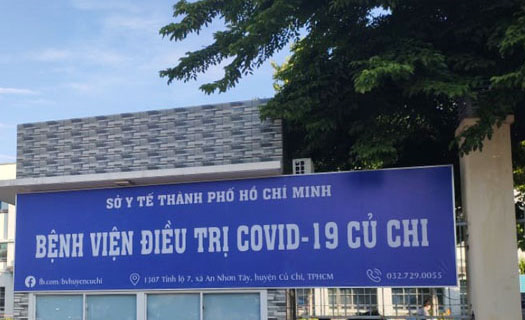 SỞ Y TẾ THÀNH PHỐ HỒ CHÍ MINH
BỆNH VIỆN ĐIỀU TRỊ COVID-19 CỦ CHI
fb.com/bvhuyencuchi 1307 Tỉnh lộ 7, xã An Nhơn Tây, huyện Củ Chi, TPHCM 032.729.0055